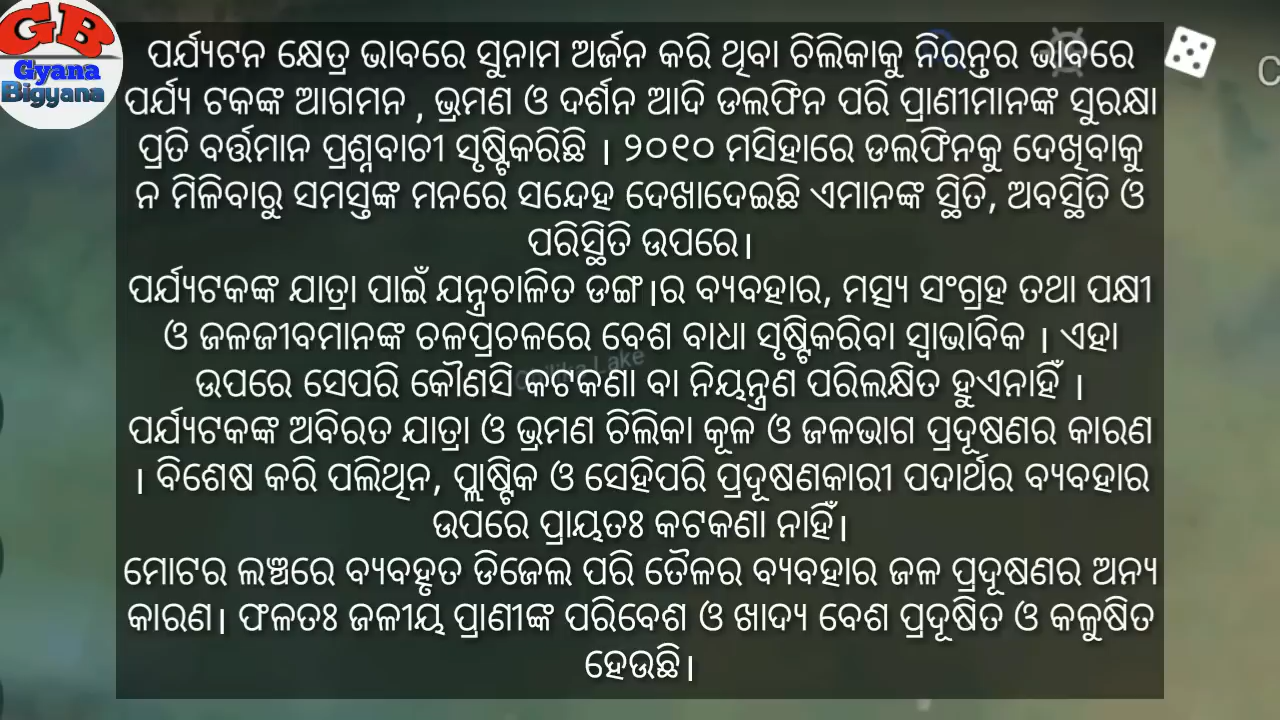 GB
Gyana
Bigyana
ପର୍ଯ୍ୟଟନ କ୍ଷେତ୍ର ଭାବରେ ସୁନାମ ଅର୍ଜନ କରି ଥିବା ଚିଲିକାକୁ ନିରନ୍ତର ଭାବରେ
ପର୍ଯ୍ୟ ଟକଙ୍କ ଆଗମନ , ଭ୍ରମଣ ଓ ଦର୍ଶନ ଆଦି ଡଲଫିନ ପରି ପ୍ରାଣୀମାନଙ୍କ ସୁରକ୍ଷା
ପ୍ରତି ବର୍ତ୍ତମାନ ପ୍ରଶ୍ନବାଚୀ ସୃଷ୍ଟିକରିଛି । ୨୦୧୦ ମସିହାରେ ଡଲଫିନକୁ ଦେଖିବାକୁ
ନ ମିଳିବାରୁ ସମସ୍ତଙ୍କ ମନରେ ସନ୍ଦେହ ଦେଖାଦେଇଛି ଏମାନଙ୍କ ସ୍ଥିତି, ଅବସ୍ଥିତି ଓ
ପରିସ୍ଥିତି ଉପରେ।
ପର୍ଯ୍ୟଟକଙ୍କ ଯାତ୍ରା ପାଇଁ ଯନ୍ତ୍ରଚାଳିତ ଡଙ୍ଗ।ର ବ୍ୟବହାର, ମତ୍ସ୍ୟ ସଂଗ୍ରହ ତଥା ପକ୍ଷୀ
ଓ ଜଳଜୀବମାନଙ୍କ ଚଳପ୍ରଚଳରେ ବେଶ ବାଧା ସୃଷ୍ଟିକରିବା ସ୍ୱାଭାବିକ । ଏହା
ଉପରେ ସେପରି କୌଣସି କଟକଣା ବା ନିୟନ୍ତ୍ରଣ ପରିଲକ୍ଷିତ ହୁଏନାହିଁ ।
ପର୍ଯ୍ୟଟକଙ୍କ ଅବିରତ ଯାତ୍ରା ଓ ଭ୍ରମଣ ଚିଲିକା କୂଳ ଓ ଜଳଭାଗ ପ୍ରଦୂଷଣର କାରଣ
। ବିଶେଷ କରି ପଲିଥିନ, ପ୍ଲାଷ୍ଟିକ ଓ ସେହିପରି ପ୍ରଦୂଷଣକାରୀ ପଦାର୍ଥର ବ୍ୟବହାର
ଉପରେ ପ୍ରାୟତଃ କଟକଣା ନାହିଁ।
ମୋଟର ଲଞ୍ଚରେ ବ୍ୟବହୃତ ଡିଜେଲ ପରି ତୈଳର ବ୍ୟବହାର ଜଳ ପ୍ରଦୂଷଣର ଅନ୍ୟ
କାରଣ। ଫଳତଃ ଜଳୀୟ ପ୍ରାଣୀଙ୍କ ପରିବେଶ ଓ ଖାଦ୍ୟ ବେଶ ପ୍ରଦୂଷିତ ଓ କଳୁଷିତ
ହେଉଛି।